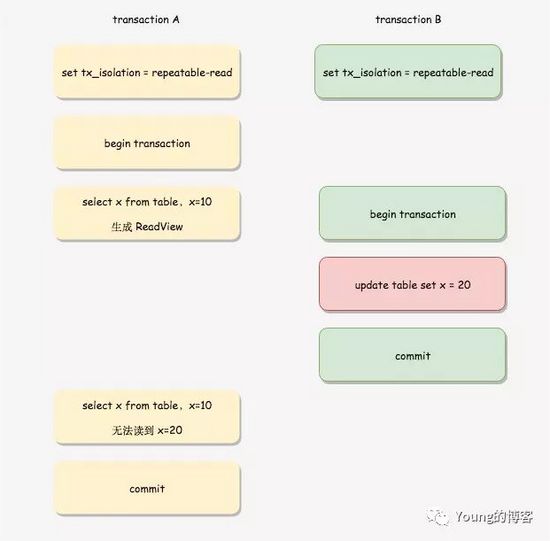 transaction A
transaction B
set tx_isolation = repeatable-read
set tx_isolation = repeatable-read
begin transaction
select x from table，x=10
生成 ReadView
begin transaction
update table set x = 20
commit
select x from table，x=10
无法读到 x=20
commit
Young的博客